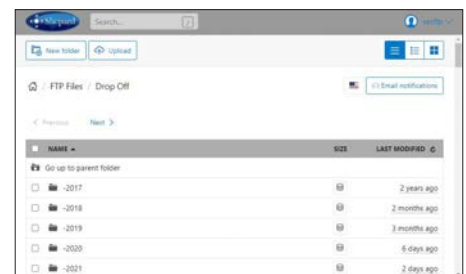 Shepard Search...
New folder Upload
/ FTP Files / Drop Off Email notifications
< Previous Next >
NAME SIZE LAST MODIFIED
Go up to parent folder
-2017 2 years ago
-2018 2 months ago
-2019 3 months ago
-2020 6 days ago
-2021 2 days ago